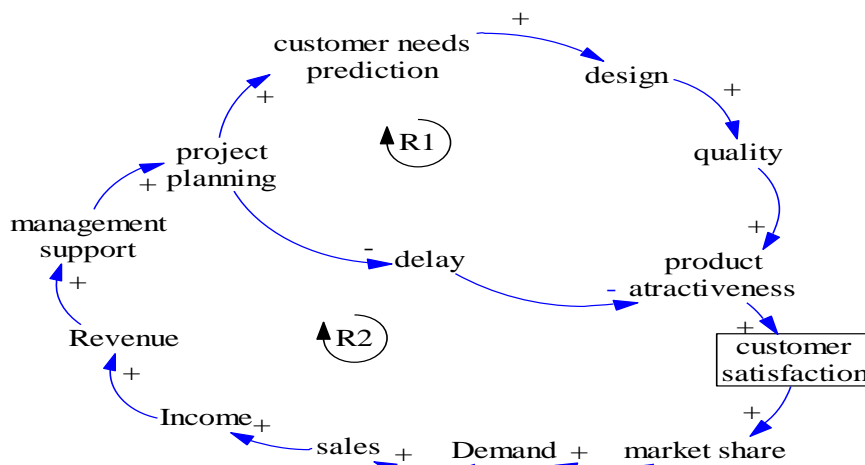 +
customer needs
prediction
design
+
+
project
planning
R1
quality
+
management
support
+
-
delay
product
-
atractiveness
+
R2
+
customer
satisfaction
Revenue
+
Income
+
sales
+
Demand
+
market share
+